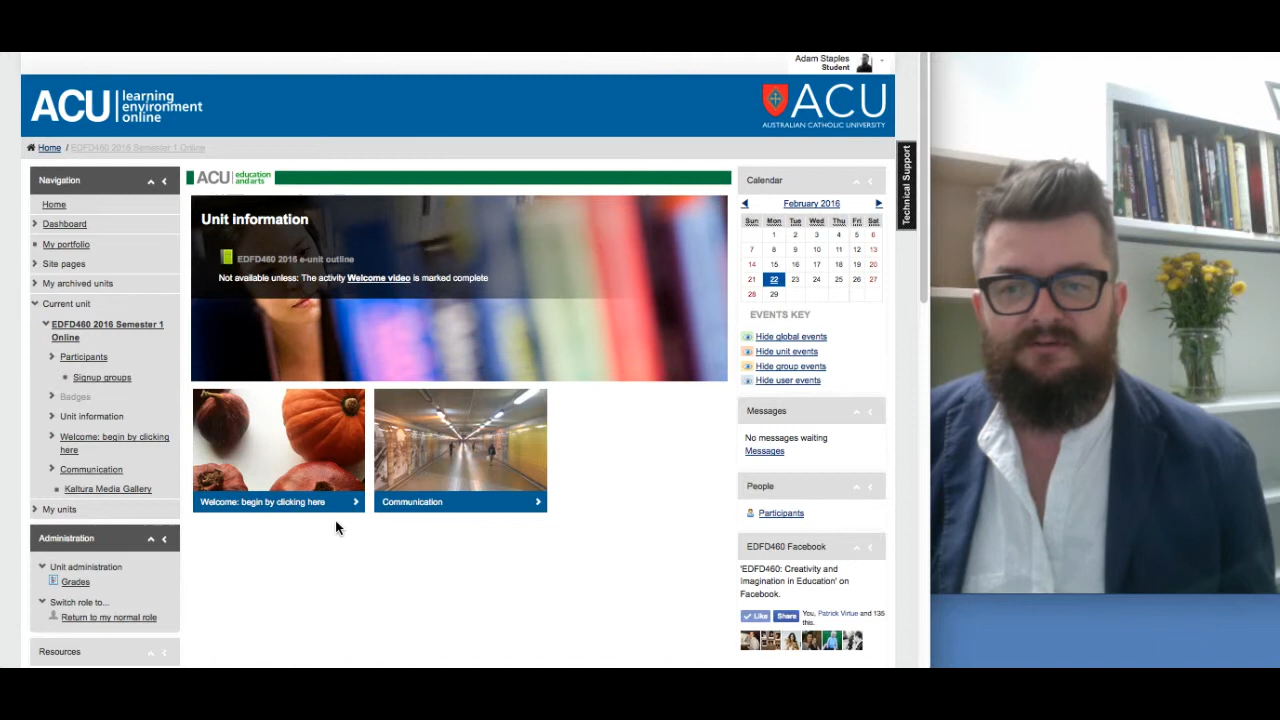 Adam Staples
Student
ACU learning environment online
ACU
AUSTRALIAN CATHOLIC UNIVERSITY
Home / EDFD460 2016 Semester 1 Online
Technical Support
Navigation
Home
Dashboard
My portfolio
Site pages
My archived units
Current unit
EDFD460 2016 Semester 1
Online
Participants
Signup groups
Badges
Unit information
Welcome: begin by clicking
here
Communication
Kaltura Media Gallery
My units
Administration
Unit administration
Grades
Switch role to...
Return to my normal role
Resources
ACU education and arts
Unit information
EDFD460 2016 e-unit outline
Not available unless: The activity Welcome video is marked complete
Welcome: begin by clicking here
Communication
Calendar
February 2016
Sun Mon Tue Wed Thu Fri Sat
1 2 3 4 5 6
7 8 9 10 11 12 13
14 15 16 17 18 19 20
21 22 23 24 25 26 27
28 29
EVENTS KEY
Hide global events
Hide unit events
Hide group events
Hide user events
Messages
No messages waiting
Messages
People
Participants
EDFD460 Facebook
'EDFD460: Creativity and
Imagination in Education' on
Facebook.
Like Share You, Patrick Virtue and 135
this.